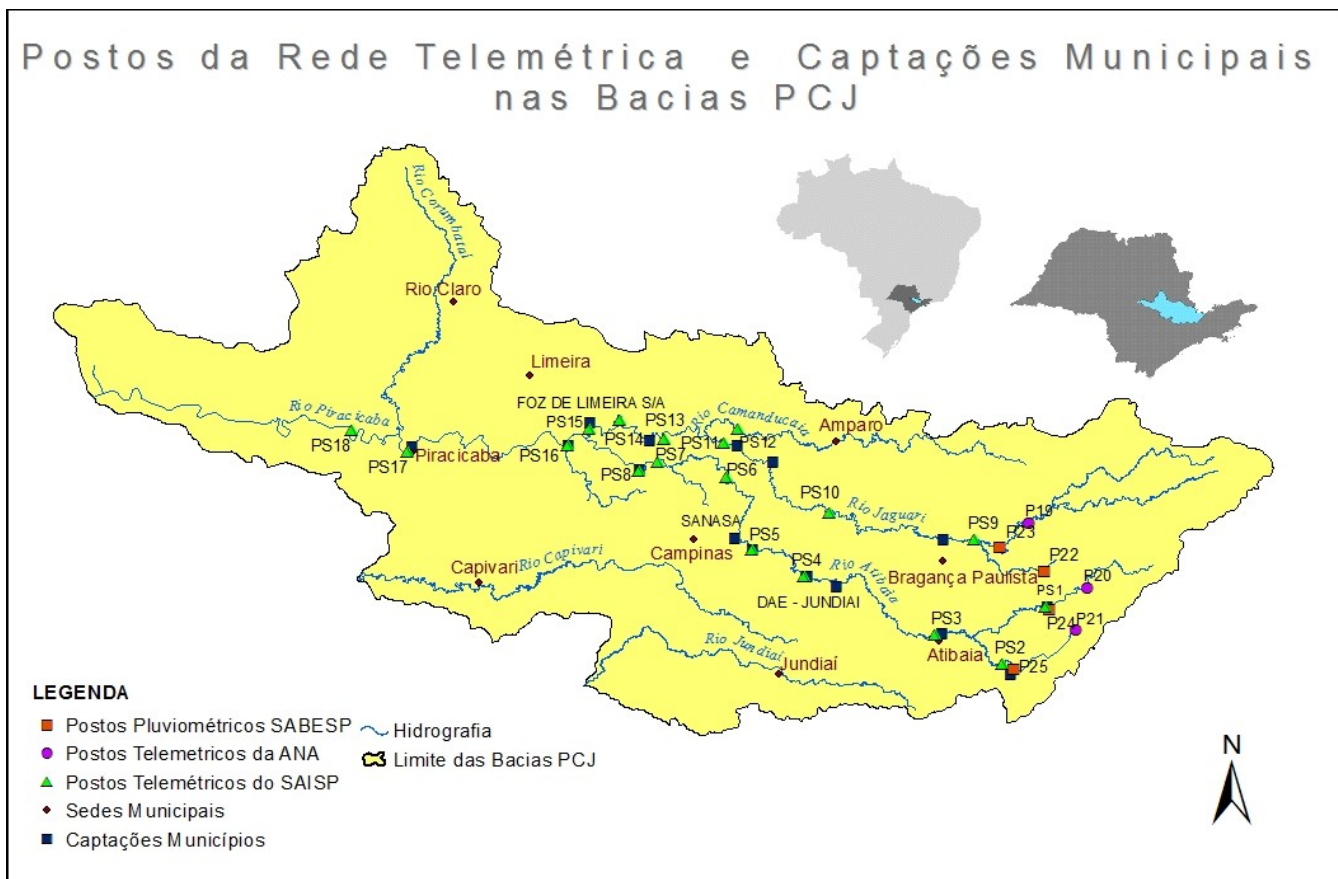 Postos da Rede Telemétrica e Captações Municipais
nas Bacias PCJ
Rio Corumbataí
Rio Claro
Limeira
FOZ DE LIMEIRA S/A
Rio Piracicaba
PS15
PS13
Rio Camanducaia
Amparo
PS18
PS14
PS11
PS12
PS17
Piracicaba
PS16
PS7
PS8
PS6
PS10
Rio Jaguari
P19
SANASA
PS9
P23
PS5
Campinas
Rio Capivari
Capivari
PS4
Rio Atibaia
Bragança Paulista
P22
P20
DAE - JUNDIAI
PS1
P24
P21
PS3
Rio Jundiaí
Atibaia
PS2
Jundiaí
P25
LEGENDA
Postos Pluviométricos SABESP
Hidrografia
Postos Telemetricos da ANA
Limite das Bacias PCJ
Postos Telemétricos do SAISP
Sedes Municipais
Captações Municípios
N